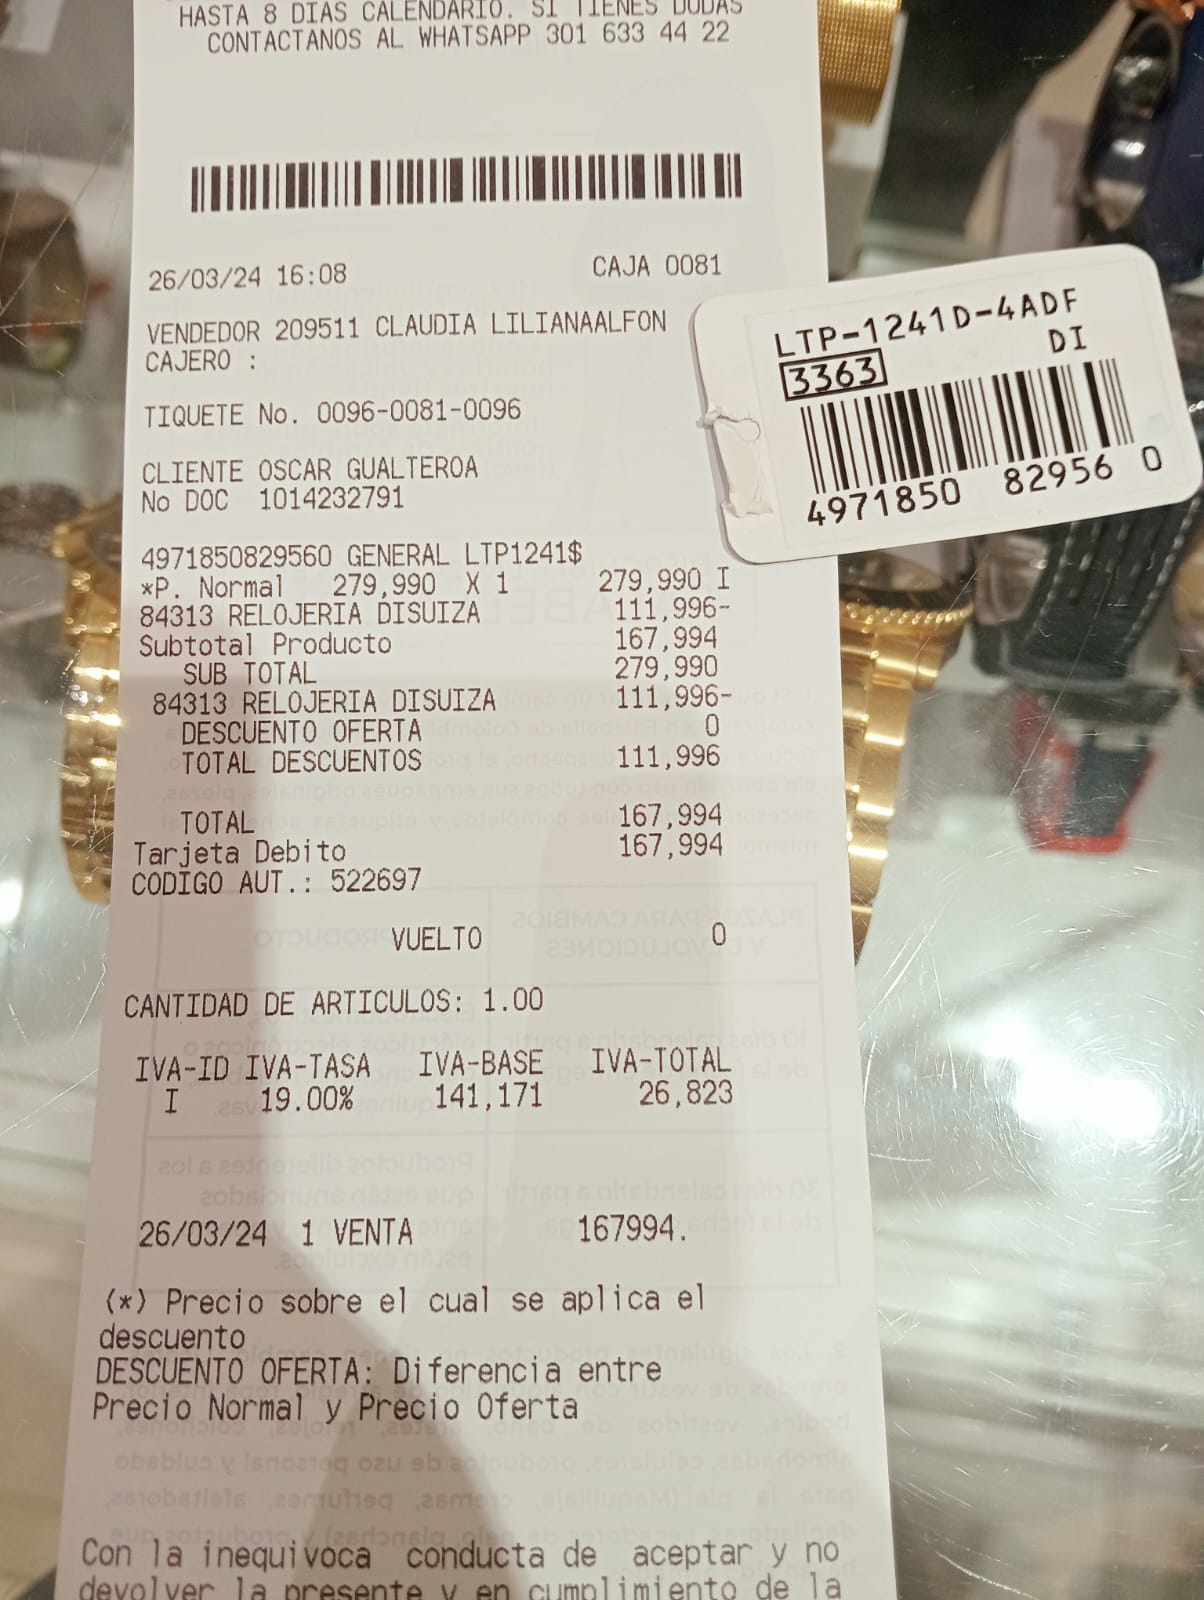 HASTA 8 DIAS CALENDARIO. SI TIENES DUDAS
CONTACTANOS AL WHATSAPP 301 633 44 22
26/03/24 16:08 CAJA 0081
VENDEDOR 209511 CLAUDIA LILIANAALFON
CAJERO :
TIQUETE No. 0096-0081-0096
CLIENTE OSCAR GUALTEROA
No DOC 1014232791
4971850829560 GENERAL LTP1241$
*P. Normal 279,990 X 1 279,990 I
84313 RELOJERIA DISUIZA 111,996-
Subtotal Producto 167,994
SUB TOTAL 279,990
84313 RELOJERIA DISUIZA 111,996-
DESCUENTO OFERTA 0
TOTAL DESCUENTOS 111,996
TOTAL 167,994
Tarjeta Debito 167,994
CODIGO AUT.: 522697
VUELTO 0
CANTIDAD DE ARTICULOS: 1.00
IVA-ID IVA-TASA IVA-BASE IVA-TOTAL
I 19.00% 141,171 26,823
26/03/24 1 VENTA 167994.
(*) Precio sobre el cual se aplica el
descuento
DESCUENTO OFERTA: Diferencia entre
Precio Normal y Precio Oferta
Con la inequivoca conducta de aceptar y no
devolver la presente y en cumplimiento de la
LTP-1241D-4ADF
DI
3363
4971850 82956 0